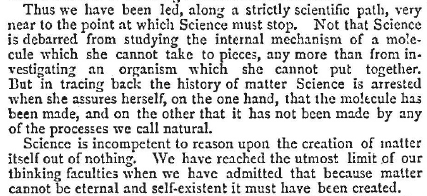 Thus we have been led, along a strictly scientific path, very
near to the point at which Science must stop. Not that Science
is debarred from studying the internal mechanism of a mole-
cule which she cannot take to pieces, any more than from in-
vestigating an organism which she cannot put together.
But in tracing back the history of matter Science is arrested
when she assures herself, on the one hand, that the molecule has
been made, and on the other that it has not been made by any
of the processes we call natural.
Science is incompetent to reason upon the creation of matter
itself out of nothing. We have reached the utmost limit of our
thinking faculties when we have admitted that because matter
cannot be eternal and self-existent it must have been created.